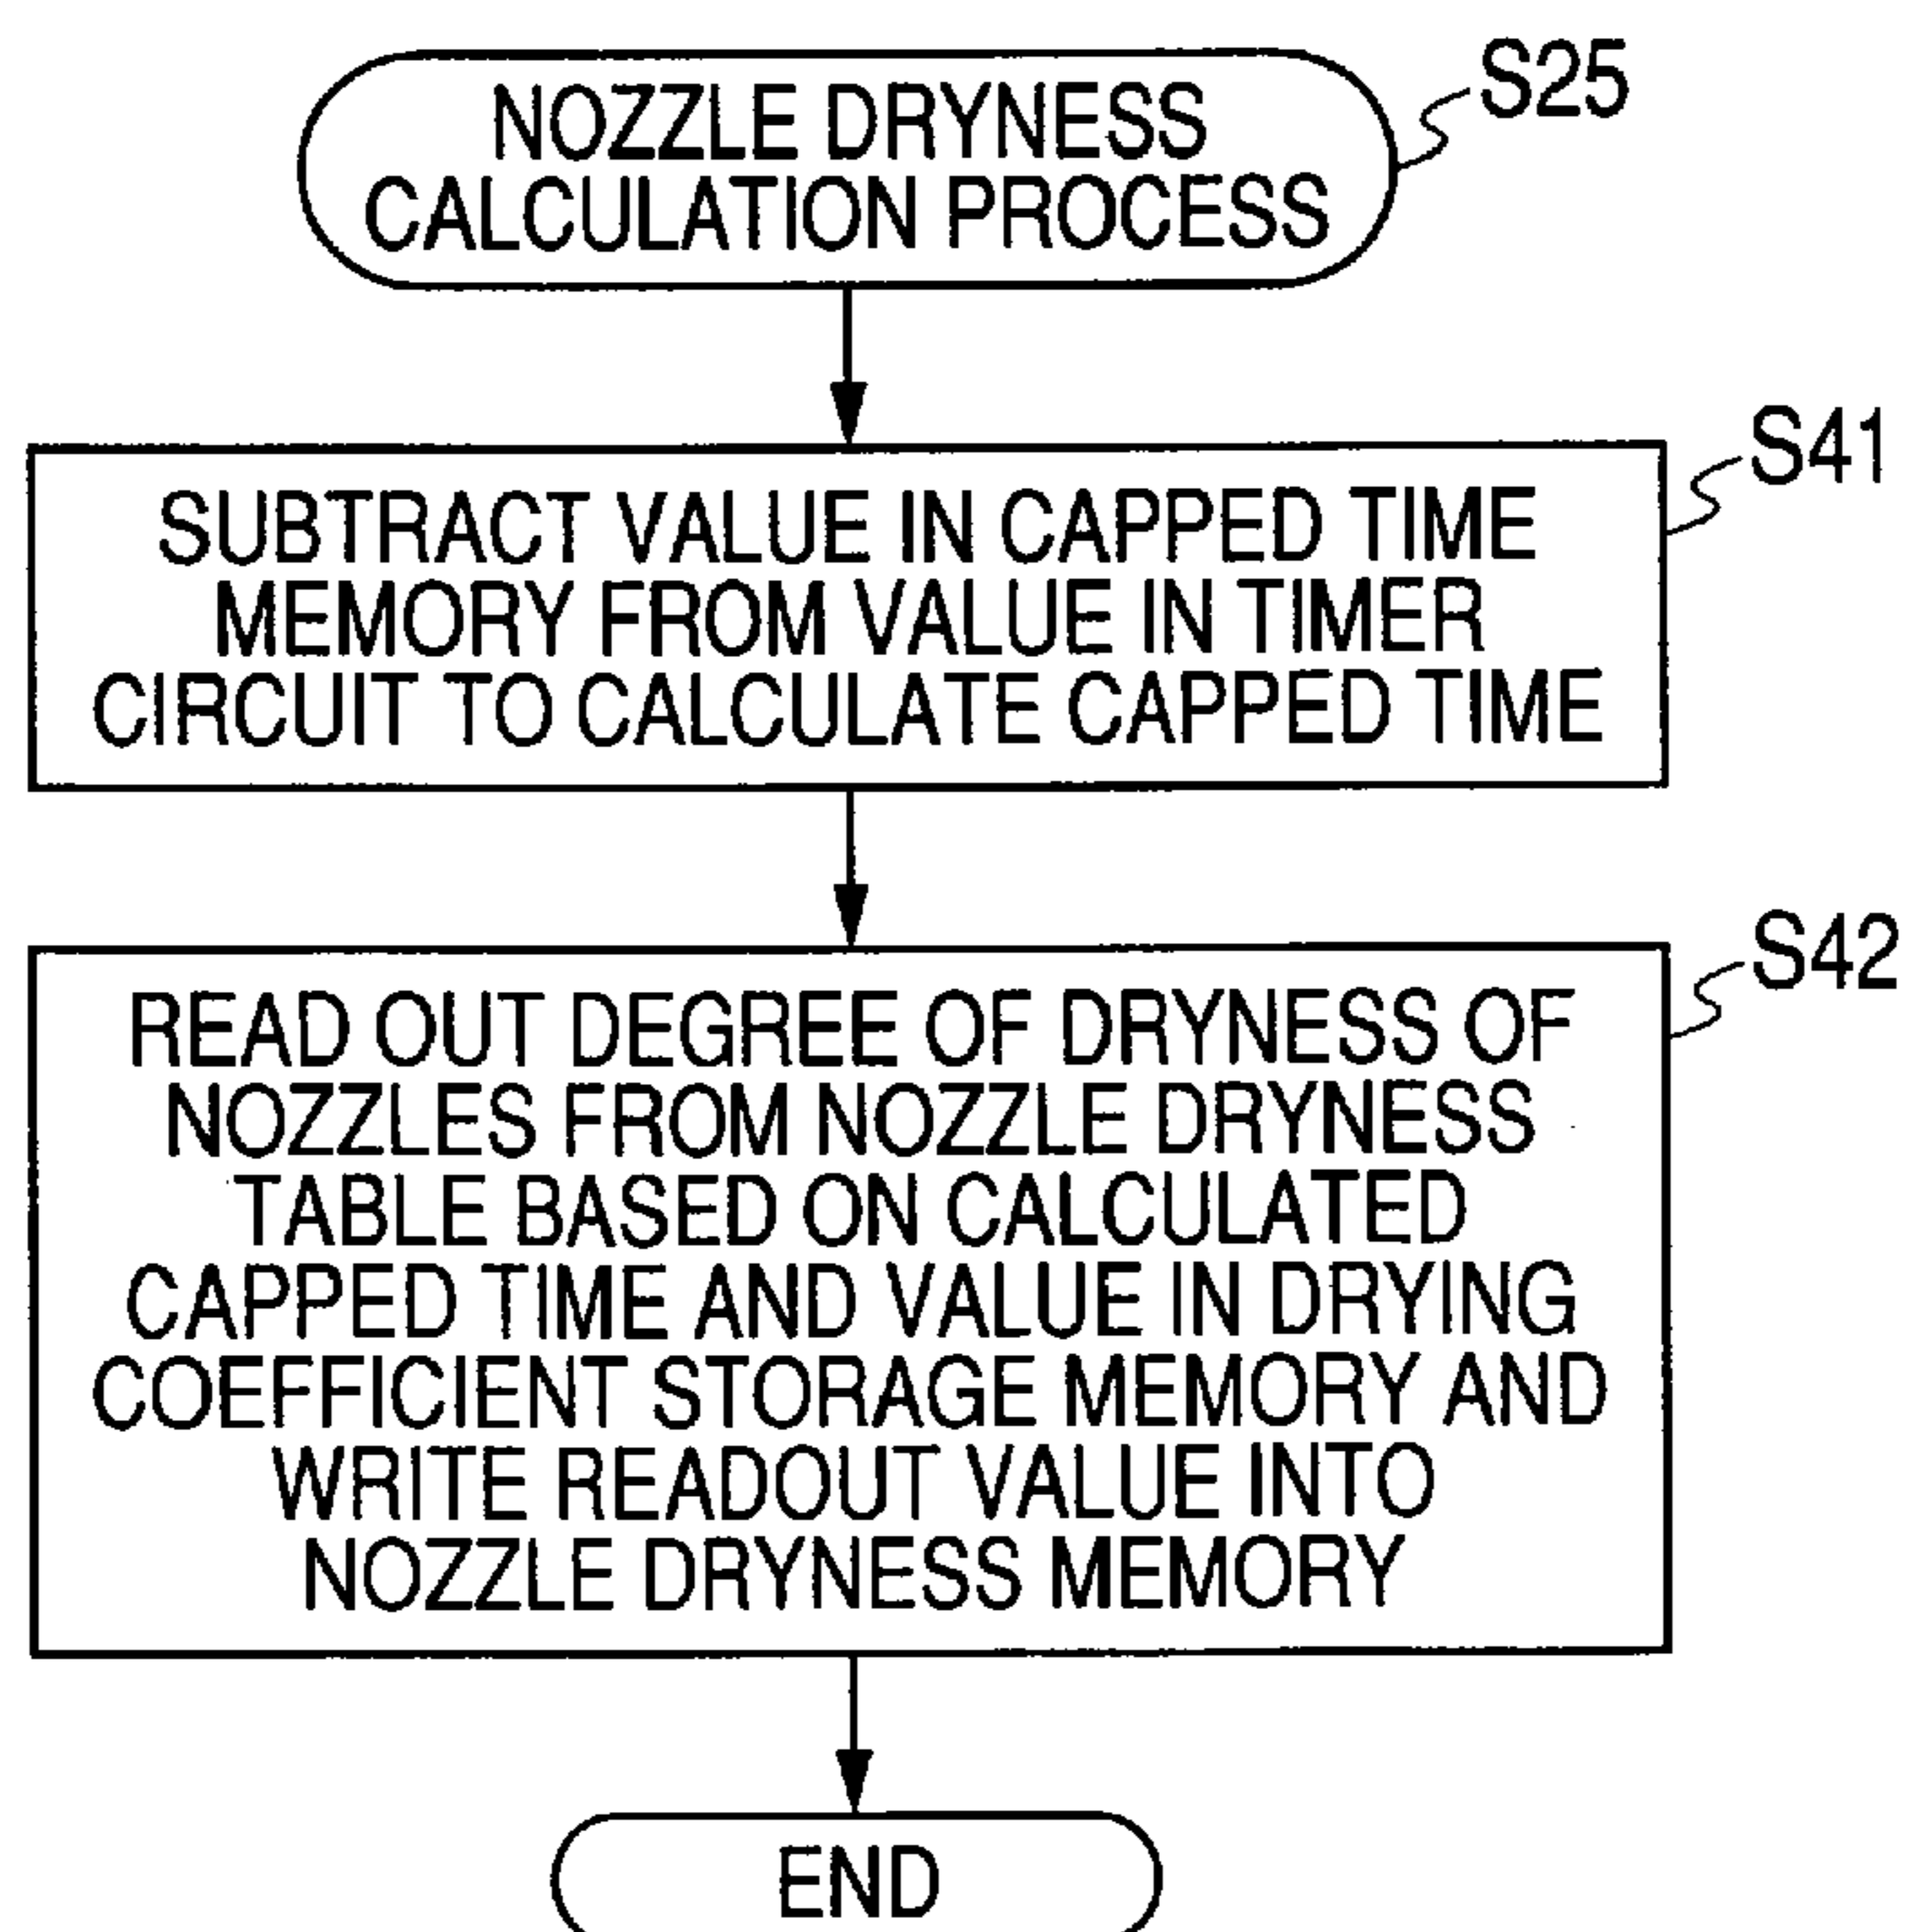 NOZZLE DRYNESS
CALCULATION PROCESS
S25
SUBTRACT VALUE IN CAPPED TIME
MEMORY FROM VALUE IN TIMER
CIRCUIT TO CALCULATE CAPPED TIME
S41
READ OUT DEGREE OF DRYNESS OF
NOZZLES FROM NOZZLE DRYNESS
TABLE BASED ON CALCULATED
CAPPED TIME AND VALUE IN DRYING
COEFFICIENT STORAGE MEMORY AND
WRITE READOUT VALUE INTO
NOZZLE DRYNESS MEMORY
S42
END